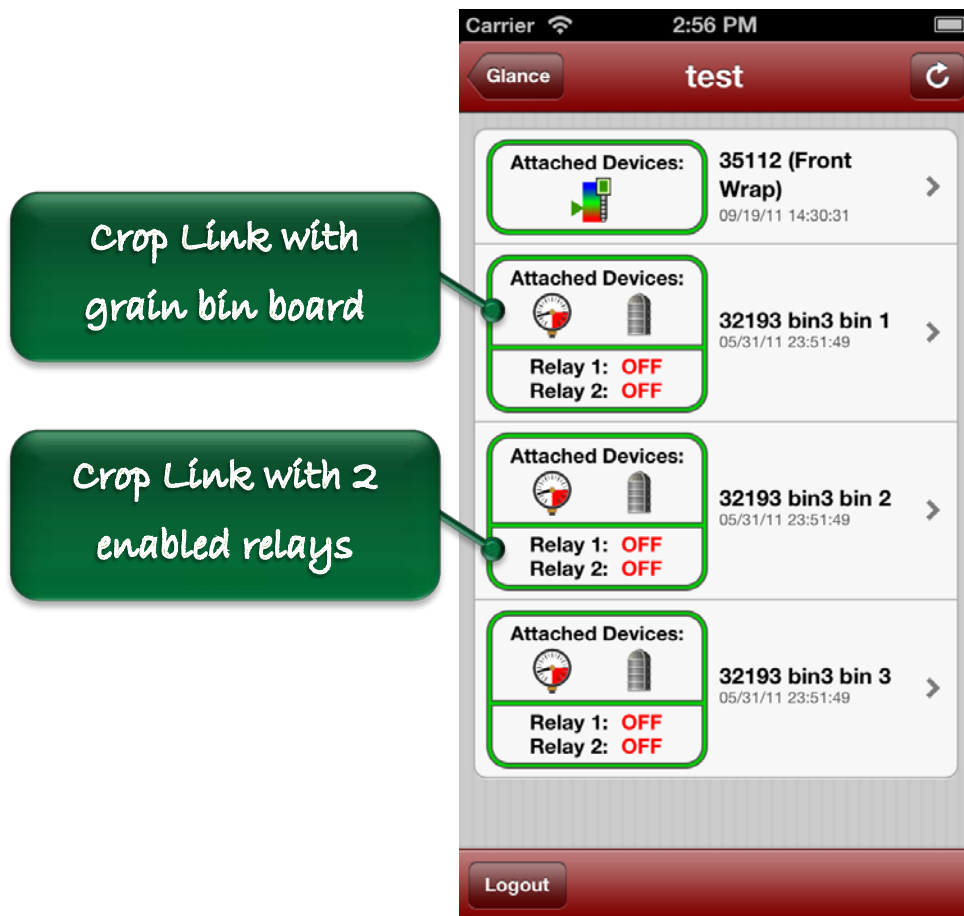 Carrier 2:56 PM
Glance test
Attached Devices:
35112 (Front
Wrap)
09/19/11 14:30:31
Crop Link with
grain bin board
Attached Devices:
32193 bin3 bin 1
05/31/11 23:51:49
Relay 1: OFF
Relay 2: OFF
Crop Link with 2
enabled relays
Attached Devices:
32193 bin3 bin 2
05/31/11 23:51:49
Relay 1: OFF
Relay 2: OFF
Attached Devices:
32193 bin3 bin 3
05/31/11 23:51:49
Relay 1: OFF
Relay 2: OFF
Logout